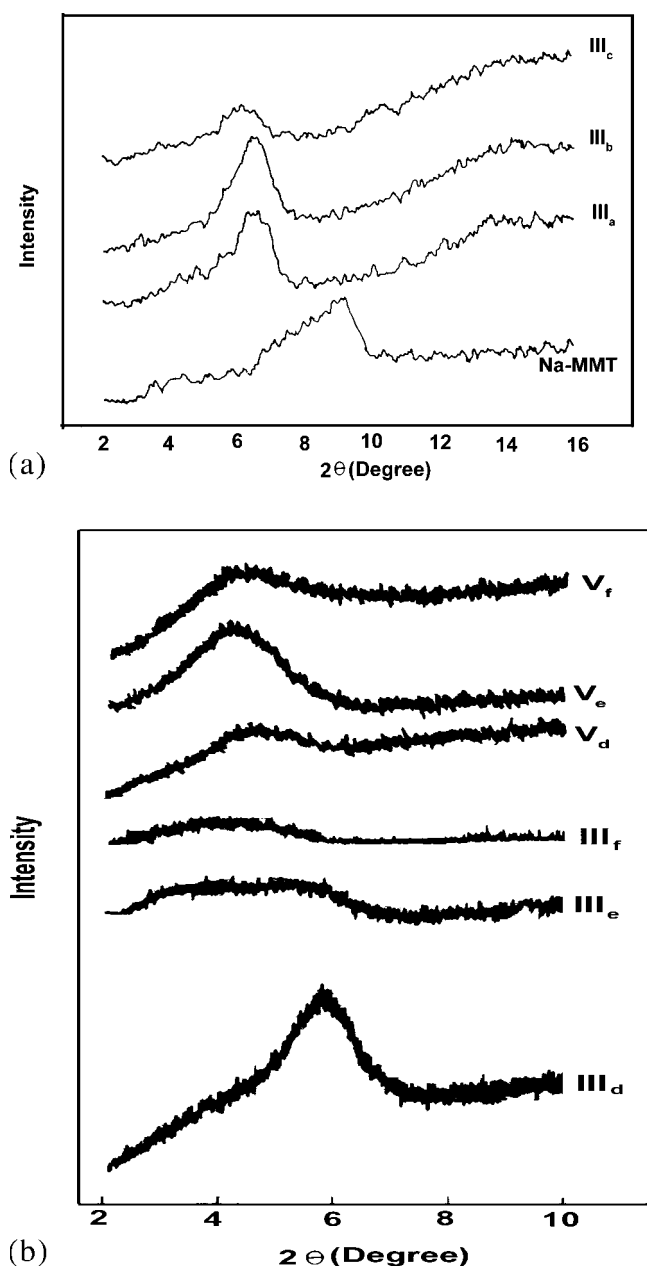 III_c
III_b
III_a
Na-MMT
Intensity
2 4 6 8 10 12 14 16
2θ(Degree)
(a)
V_f
V_e
V_d
III_f
III_e
III_d
Intensity
2 4 6 8 10
2 Θ (Degree)
(b)